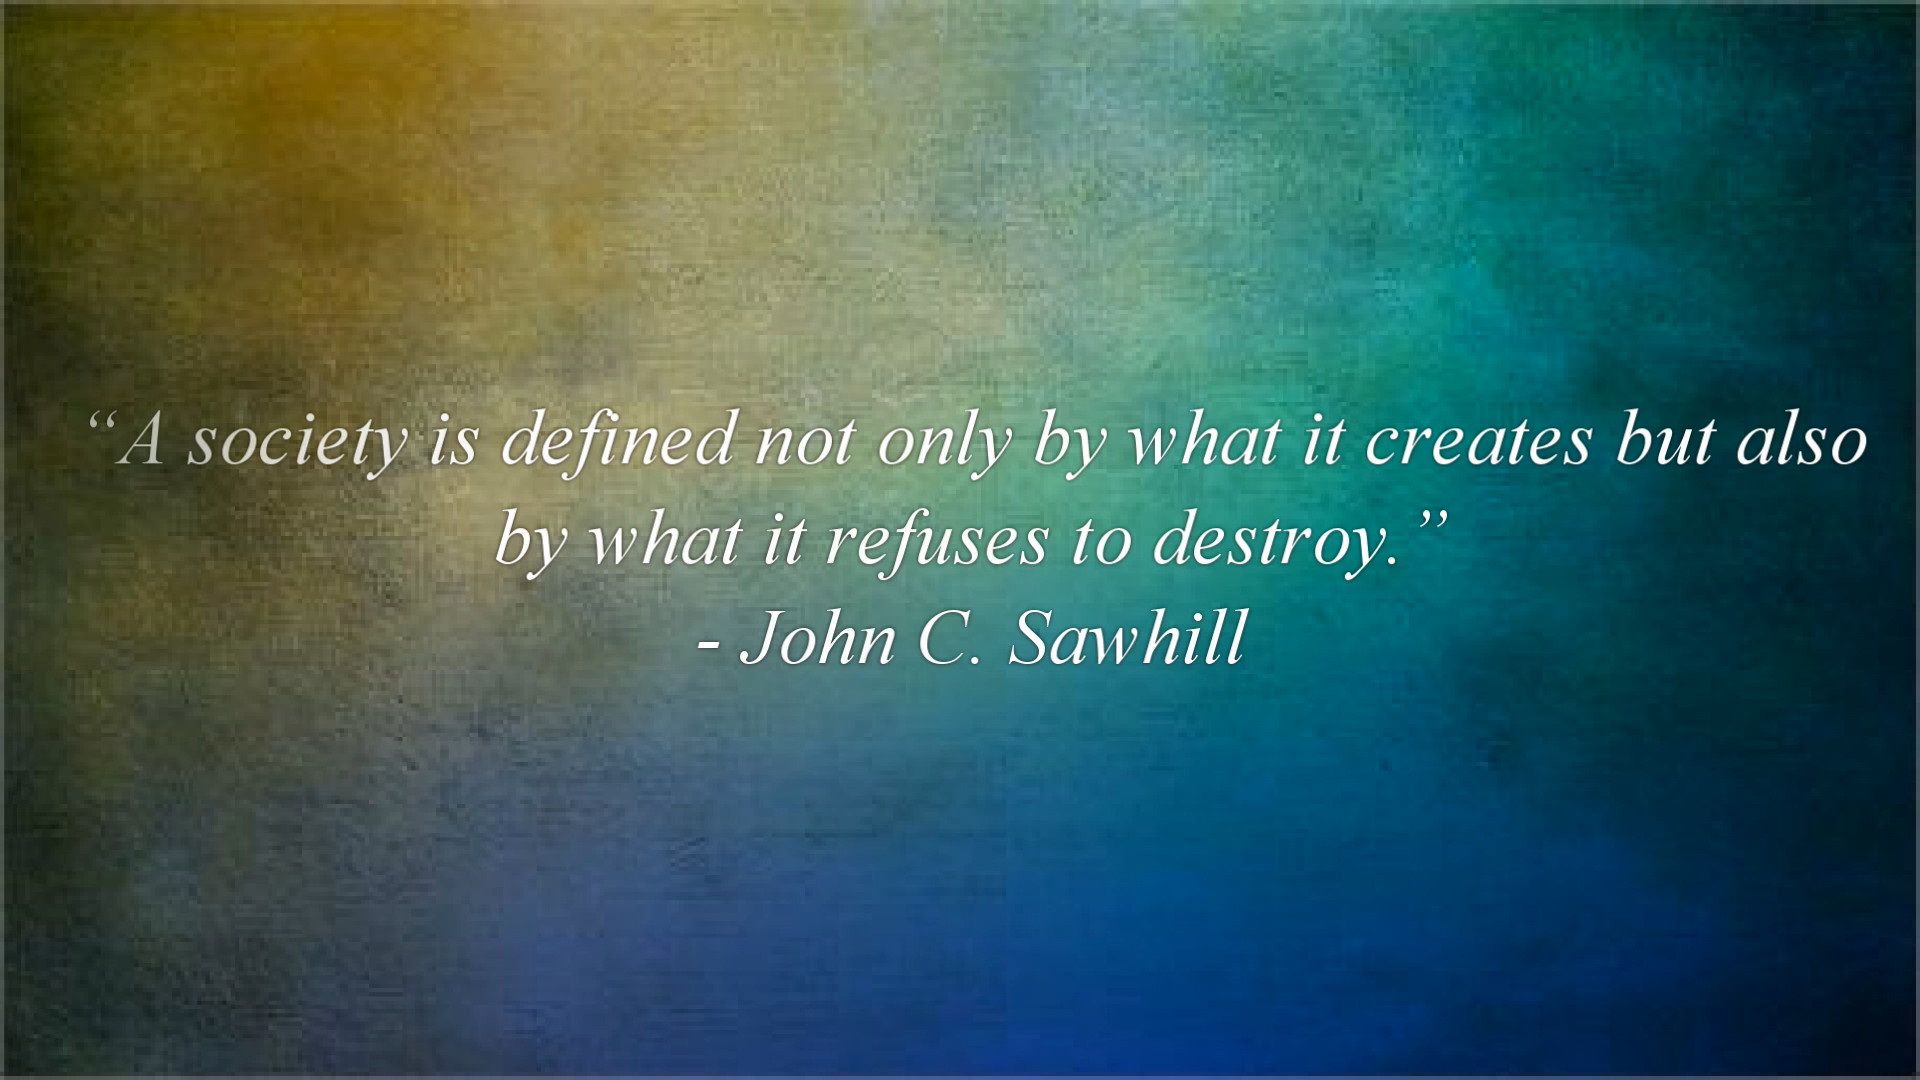 “A society is defined not only by what it creates but also
by what it refuses to destroy.”
- John C. Sawhill